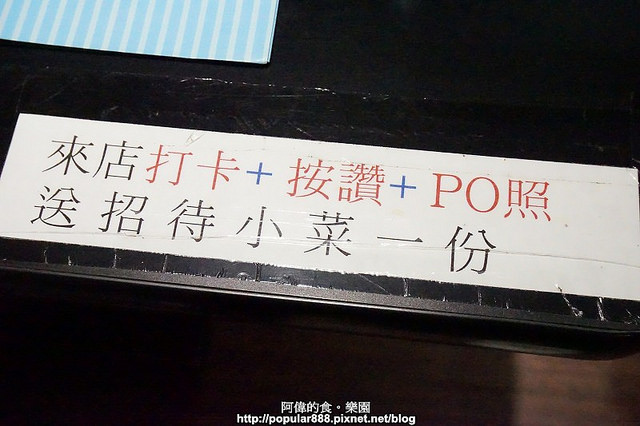 來店打卡+按讚+PO照
送招待小菜一份
阿偉的食。樂園
http://popular888.pixnet.net/blog